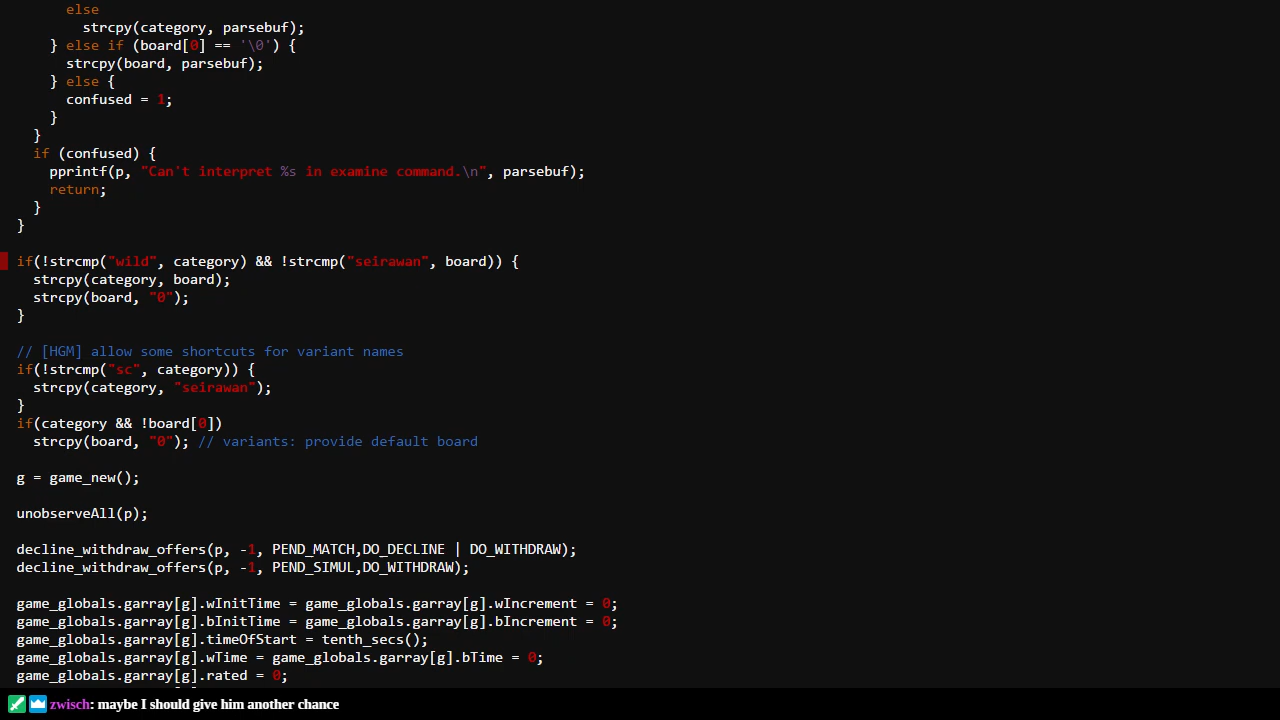 else
strcpy(category, parsebuf);
} else if (board[0] == '\0') {
strcpy(board, parsebuf);
} else {
confused = 1;
}
}
if (confused) {
pprintf(p, "Can't interpret %s in examine command.\n", parsebuf);
return;
}
}
if(!strcmp("wild", category) && !strcmp("seirawan", board)) {
strcpy(category, board);
strcpy(board, "0");
}
// [HGM] allow some shortcuts for variant names
if(!strcmp("sc", category)) {
strcpy(category, "seirawan");
}
if(category && !board[0])
strcpy(board, "0"); // variants: provide default board
g = game_new();
unobserveAll(p);
decline_withdraw_offers(p, -1, PEND_MATCH,DO_DECLINE | DO_WITHDRAW);
decline_withdraw_offers(p, -1, PEND_SIMUL,DO_WITHDRAW);
game_globals.garray[g].wInitTime = game_globals.garray[g].wIncrement = 0;
game_globals.garray[g].bInitTime = game_globals.garray[g].bIncrement = 0;
game_globals.garray[g].timeOfStart = tenth_secs();
game_globals.garray[g].wTime = game_globals.garray[g].bTime = 0;
game_globals.garray[g].rated = 0;
zwisch: maybe I should give him another chance